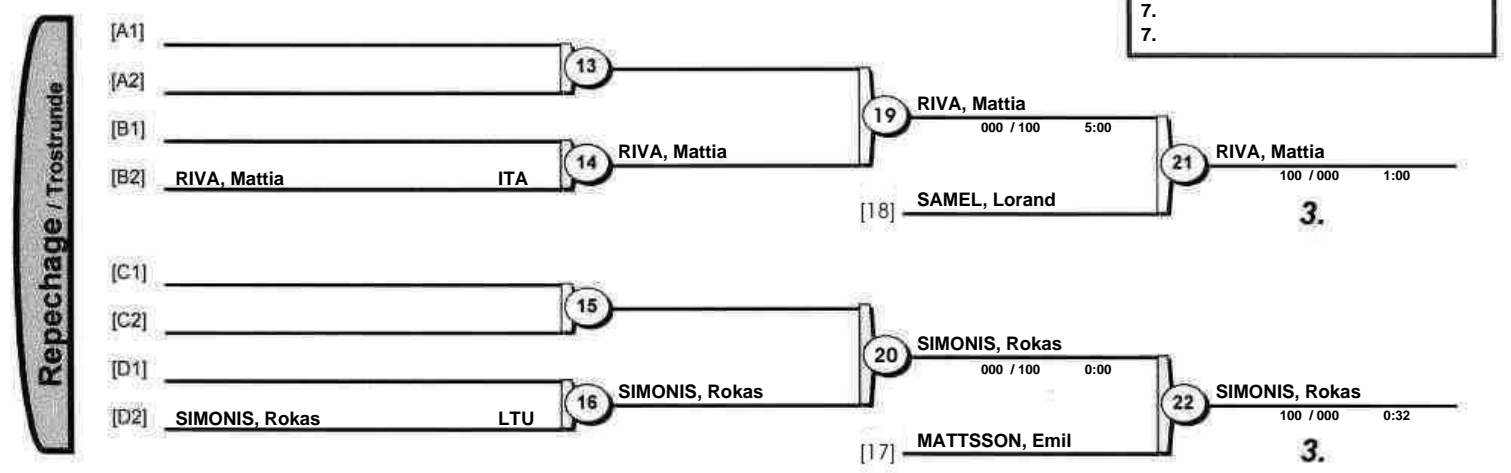 7.
7.
Repechage / Trostrunde
[A1]
[A2]
13
[B1]
[B2] RIVA, Mattia ITA
14 RIVA, Mattia
19 RIVA, Mattia
000 / 100 5:00
[18] SAMEL, Lorand
21 RIVA, Mattia
100 / 000 1:00
3.
[C1]
[C2]
15
[D1]
[D2] SIMONIS, Rokas LTU
16 SIMONIS, Rokas
20 SIMONIS, Rokas
000 / 100 0:00
[17] MATTSSON, Emil
22 SIMONIS, Rokas
100 / 000 0:32
3.